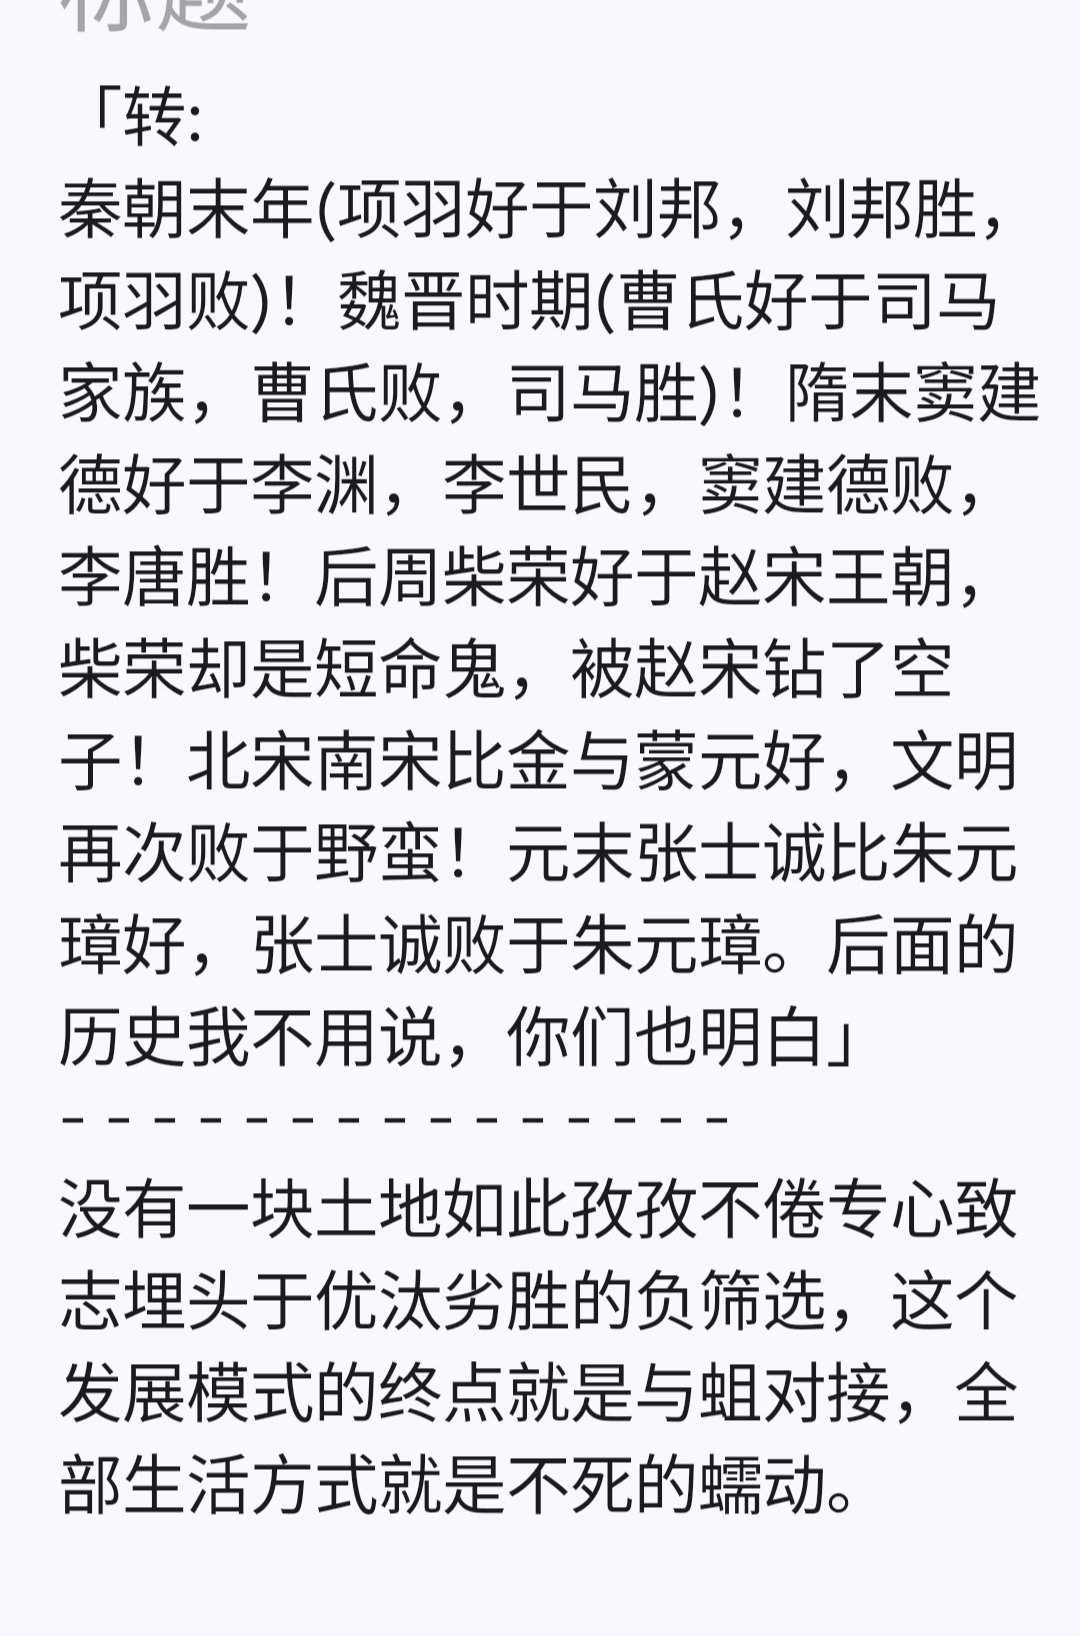 标题
「转:
秦朝末年(项羽好于刘邦，刘邦胜，
项羽败)！魏晋时期(曹氏好于司马
家族，曹氏败，司马胜)！隋末窦建
德好于李渊，李世民，窦建德败，
李唐胜！后周柴荣好于赵宋王朝，
柴荣却是短命鬼，被赵宋钻了空
子！北宋南宋比金与蒙元好，文明
再次败于野蛮！元末张士诚比朱元
璋好，张士诚败于朱元璋。后面的
历史我不用说，你们也明白」
- - - - - - - - - - - - - - -
没有一块土地如此孜孜不倦专心致
志埋头于优汰劣胜的负筛选，这个
发展模式的终点就是与蛆对接，全
部生活方式就是不死的蠕动。